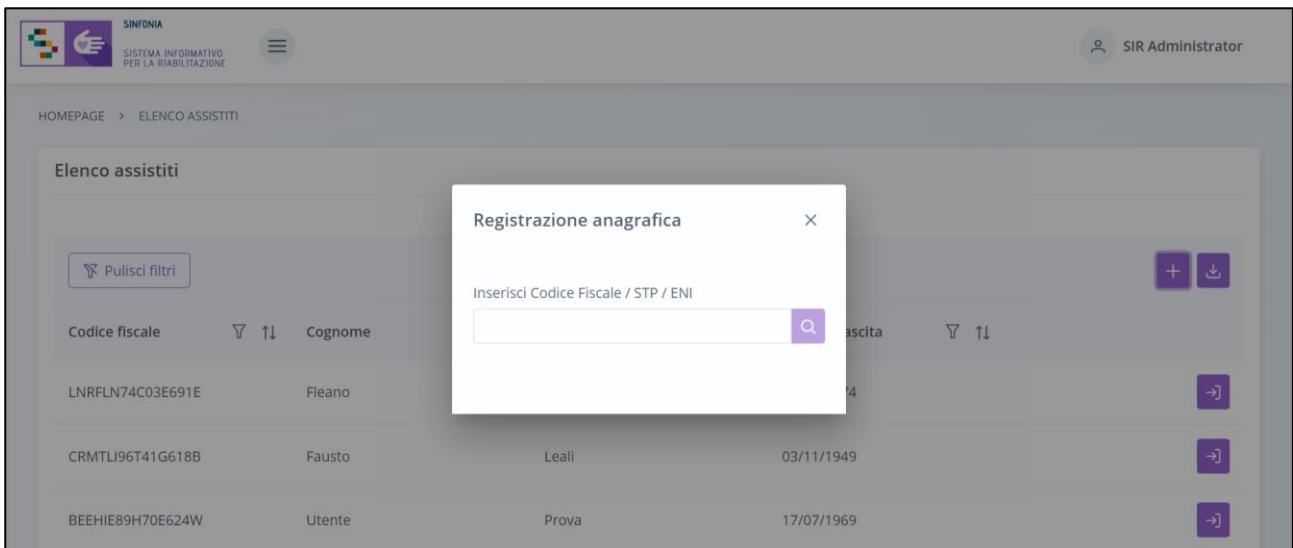 SINFONIA
SISTEMA INFORMATIVO
PER LA RIABILITAZIONE
SIR Administrator
HOMEPAGE > ELENCO ASSISTITI
Elenco assistiti
Registrazione anagrafica
Pulisci filtri
Inserisci Codice Fiscale / STP / ENI
Codice fiscale Cognome ascita
LNRFLN74C03E691E Fleano '4
CRMTLI96T41G618B Fausto Leali 03/11/1949
BEEHIE89H70E624W Utente Prova 17/07/1969